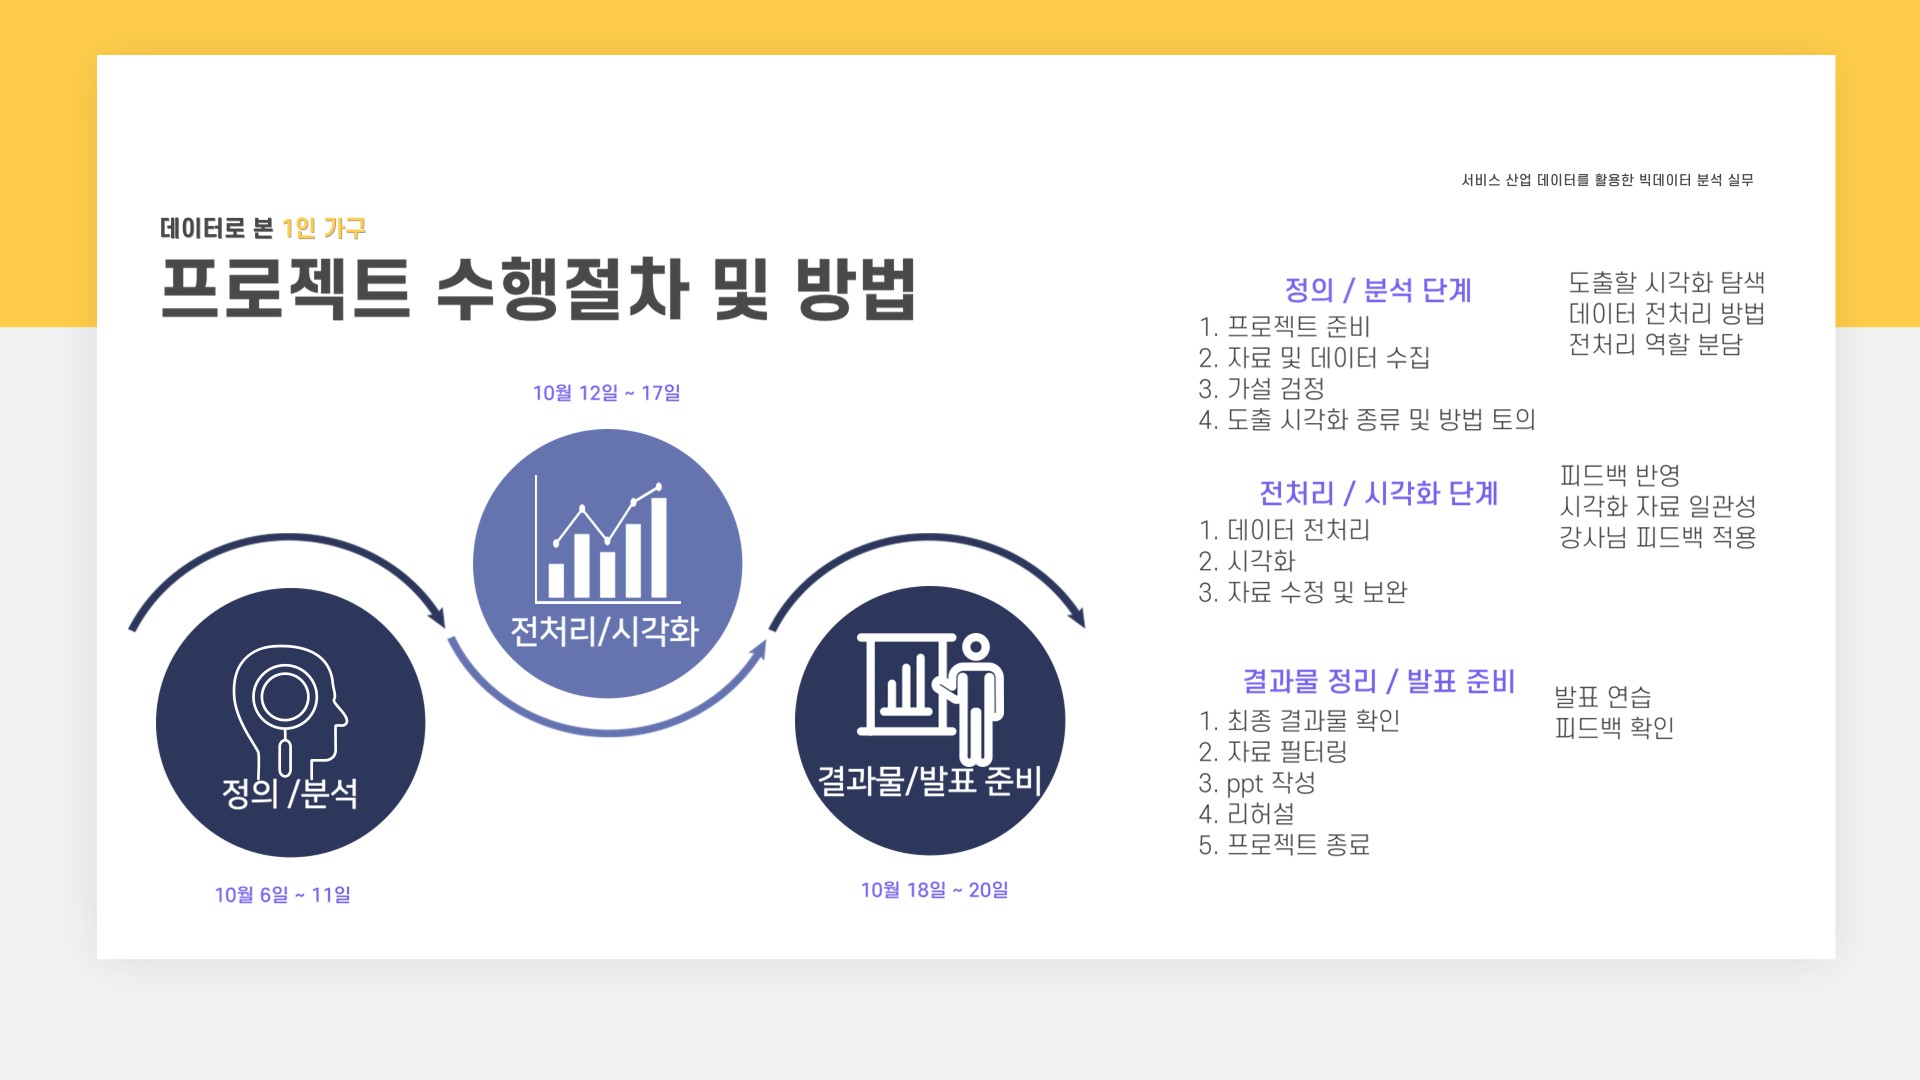 서비스 산업 데이터를 활용한 빅데이터 분석 실무
데이터로 본 1인 가구
프로젝트 수행절차 및 방법
10월 12일 ~ 17일
전처리/시각화
정의 /분석
결과물/발표 준비
10월 6일 ~ 11일
10월 18일 ~ 20일
정의 / 분석 단계
1. 프로젝트 준비
2. 자료 및 데이터 수집
3. 가설 검정
4. 도출 시각화 종류 및 방법 토의
도출할 시각화 탐색
데이터 전처리 방법
전처리 역할 분담
전처리 / 시각화 단계
1. 데이터 전처리
2. 시각화
3. 자료 수정 및 보완
피드백 반영
시각화 자료 일관성
강사님 피드백 적용
결과물 정리 / 발표 준비
1. 최종 결과물 확인
2. 자료 필터링
3. ppt 작성
4. 리허설
5. 프로젝트 종료
발표 연습
피드백 확인